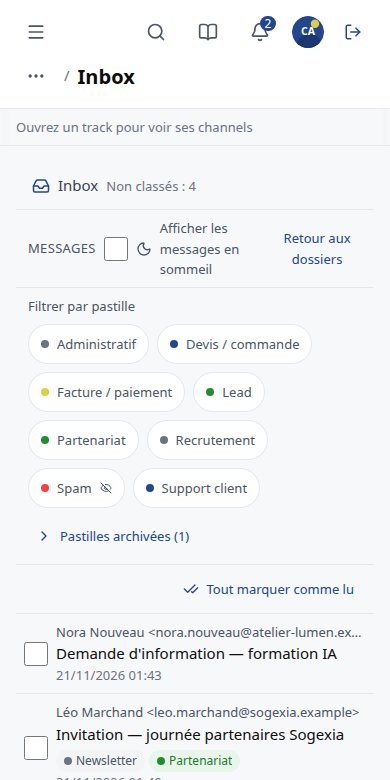 2
CA
... / Inbox
Ouvrez un track pour voir ses channels
Inbox Non classés : 4
MESSAGES
Afficher les
messages en
sommeil
Retour aux
dossiers
Filtrer par pastille
Administratif
Devis / commande
Facture / paiement
Lead
Partenariat
Recrutement
Spam
Support client
Pastilles archivées (1)
Tout marquer comme lu
Nora Nouveau <nora.nouveau@atelier-lumen.ex...
Demande d'information — formation IA
21/11/2026 01:43
Léo Marchand <leo.marchand@sogexia.example>
Invitation — journée partenaires Sogexia
Newsletter Partenariat